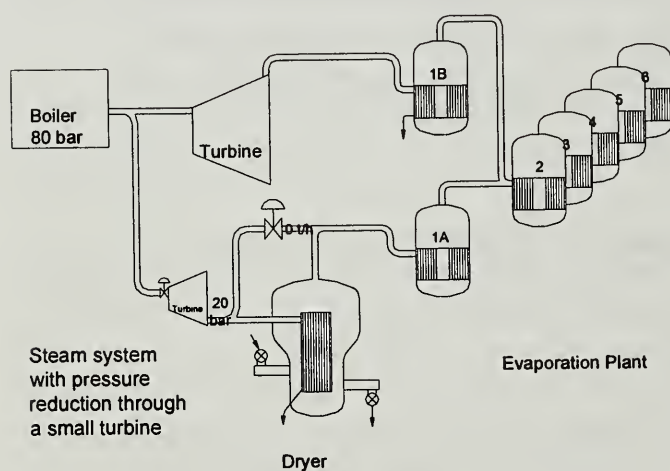 Boiler
80 bar
Turbine
1B
6
5
4
3
2
0 t/h
1A
Turbine
20
bar
Steam system
with pressure
reduction through
a small turbine
Evaporation Plant
Dryer